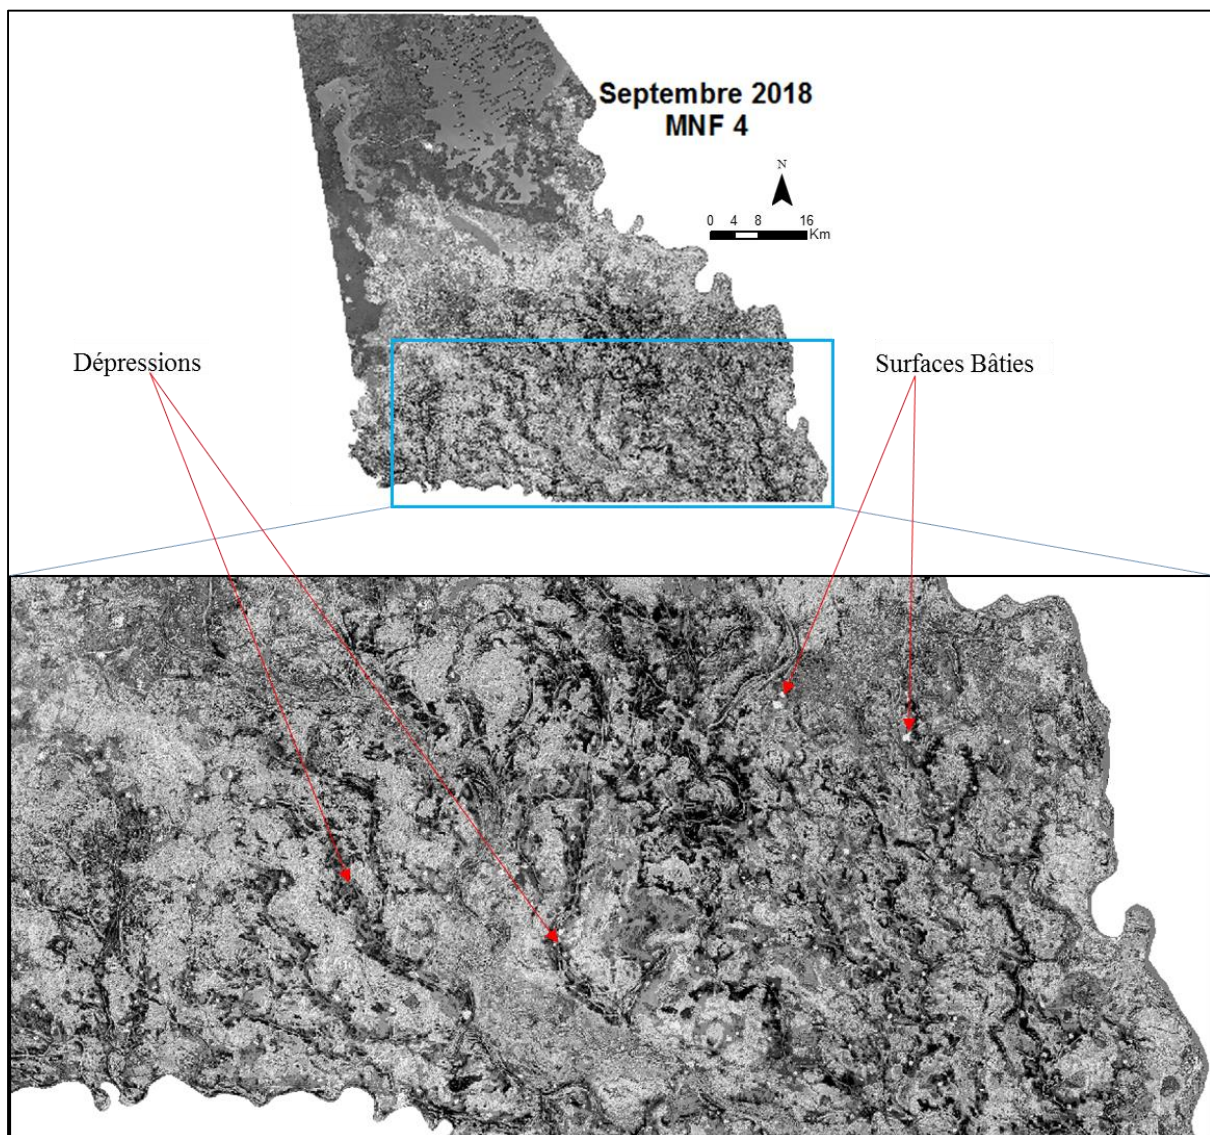 Septembre 2018
MNF 4
N
0 4 8 16
Km
Dépressions
Surfaces Bâties